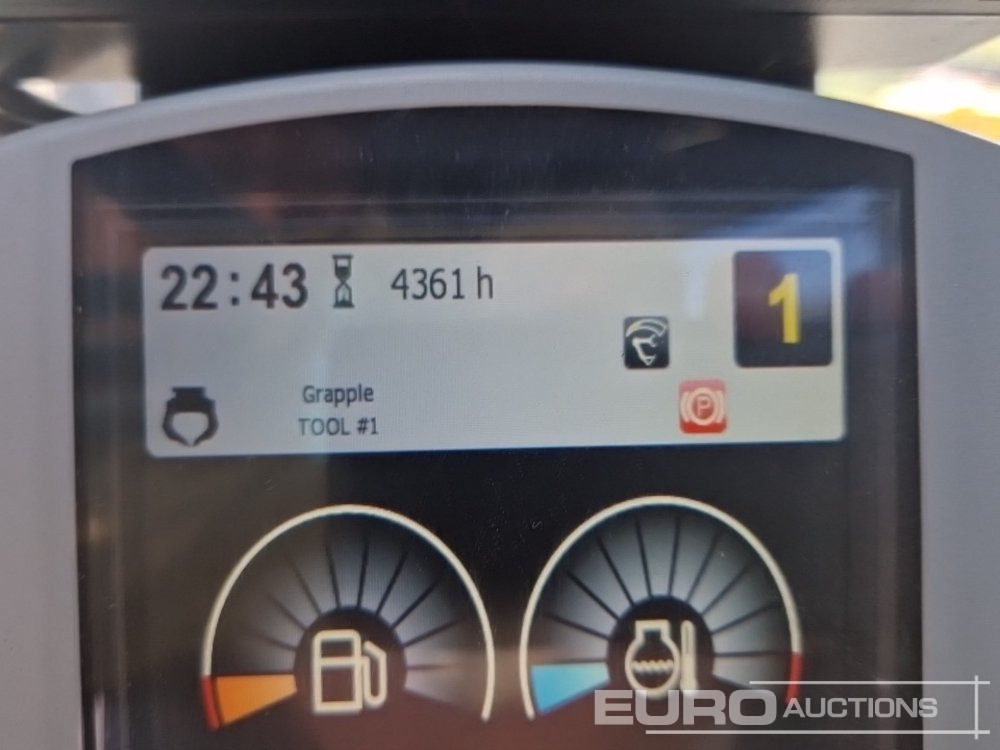 22:43 4361 h 1
Grapple
TOOL #1
P
EURO AUCTIONS